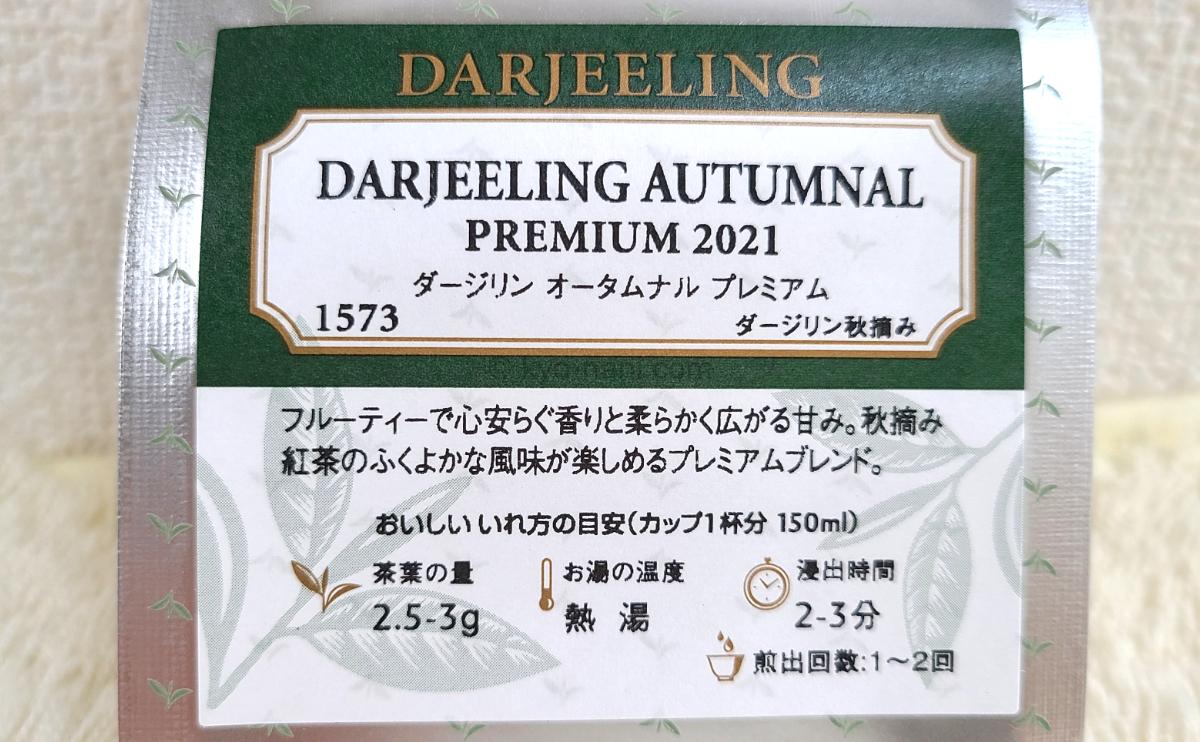 DARJEELING
DARJEELING AUTUMNAL
PREMIUM 2021
ダージリン オータムナル プレミアム
1573
ダージリン秋摘み
© kyo-nani.com
フルーティーで心安らぐ香りと柔らかく広がる甘み。秋摘み
紅茶のふくよかな風味が楽しめるプレミアムブレンド。
おいしいいれ方の目安(カップ1杯分 150ml)
茶葉の量
2.5-3g
お湯の温度
熱 湯
浸出時間
2-3分
煎出回数:1〜2回